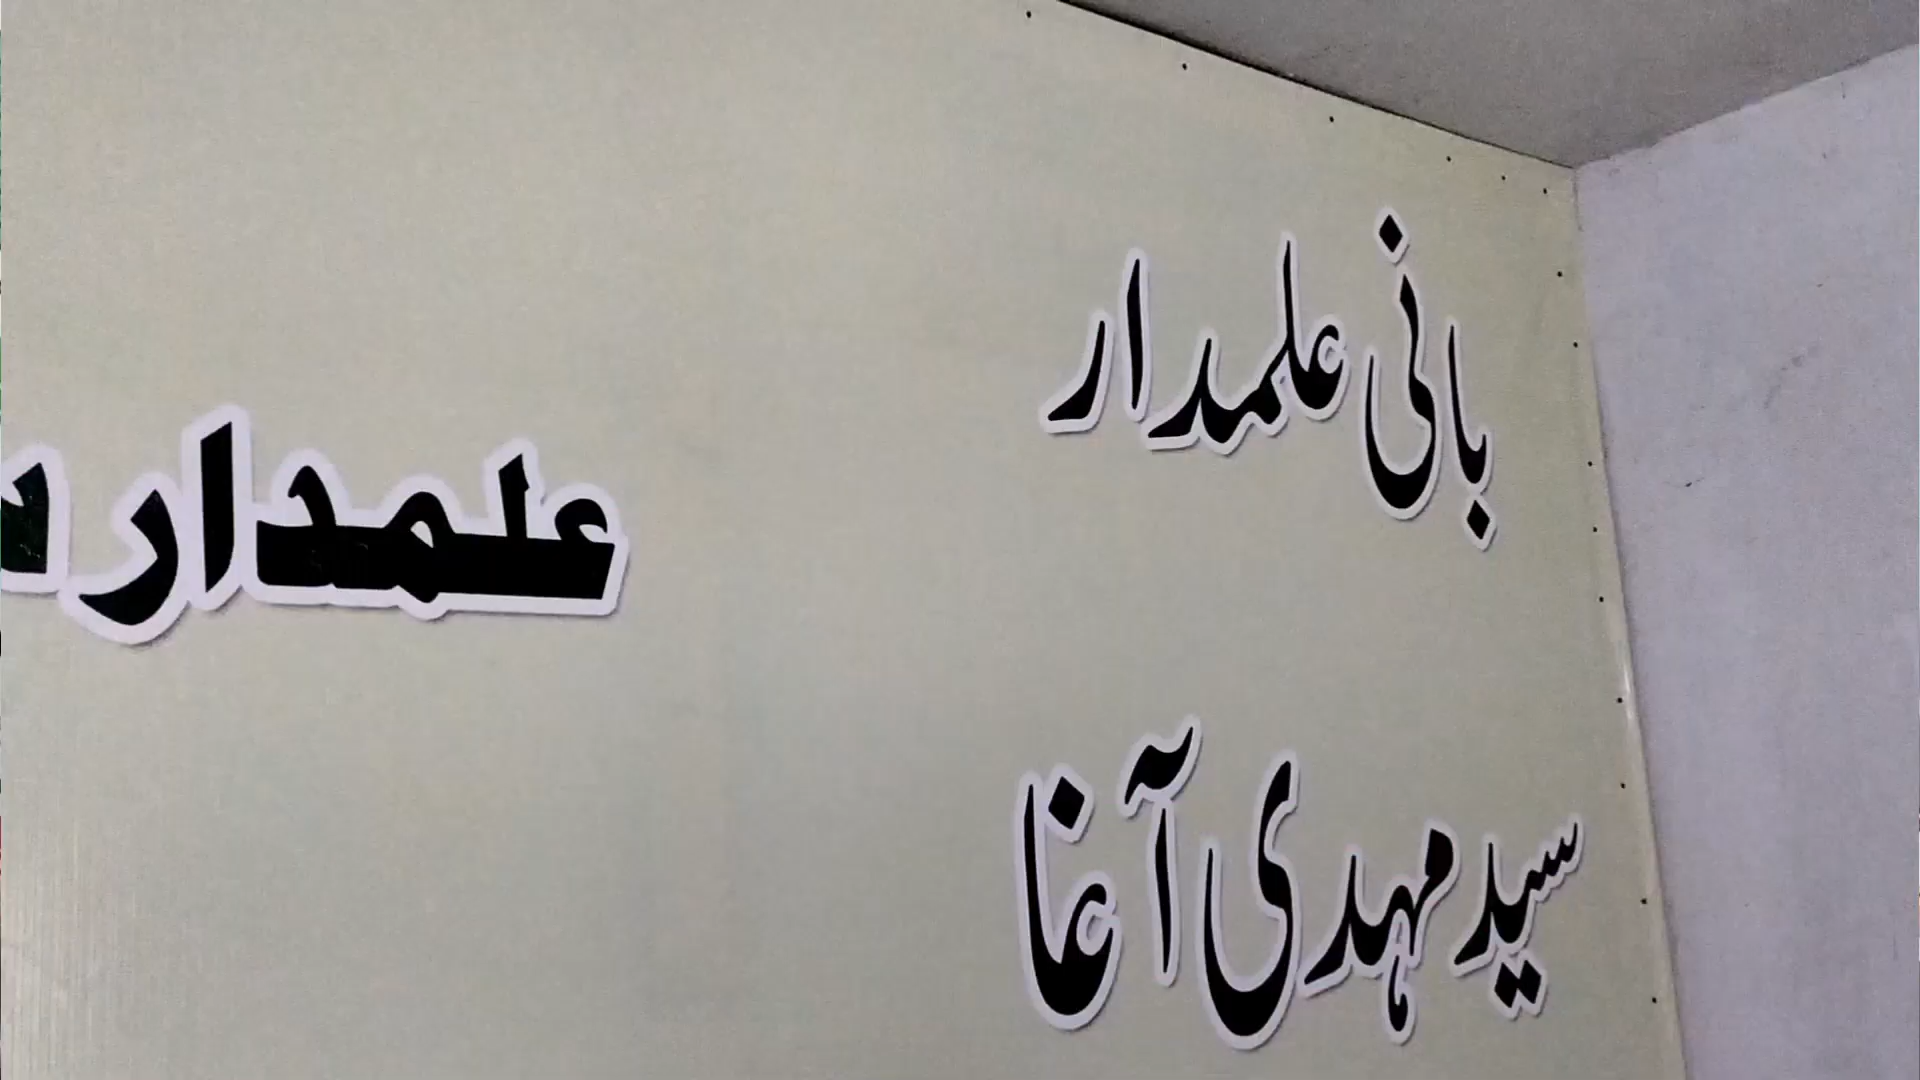 بانی علمدار
علمدار
سید مہدی آغا